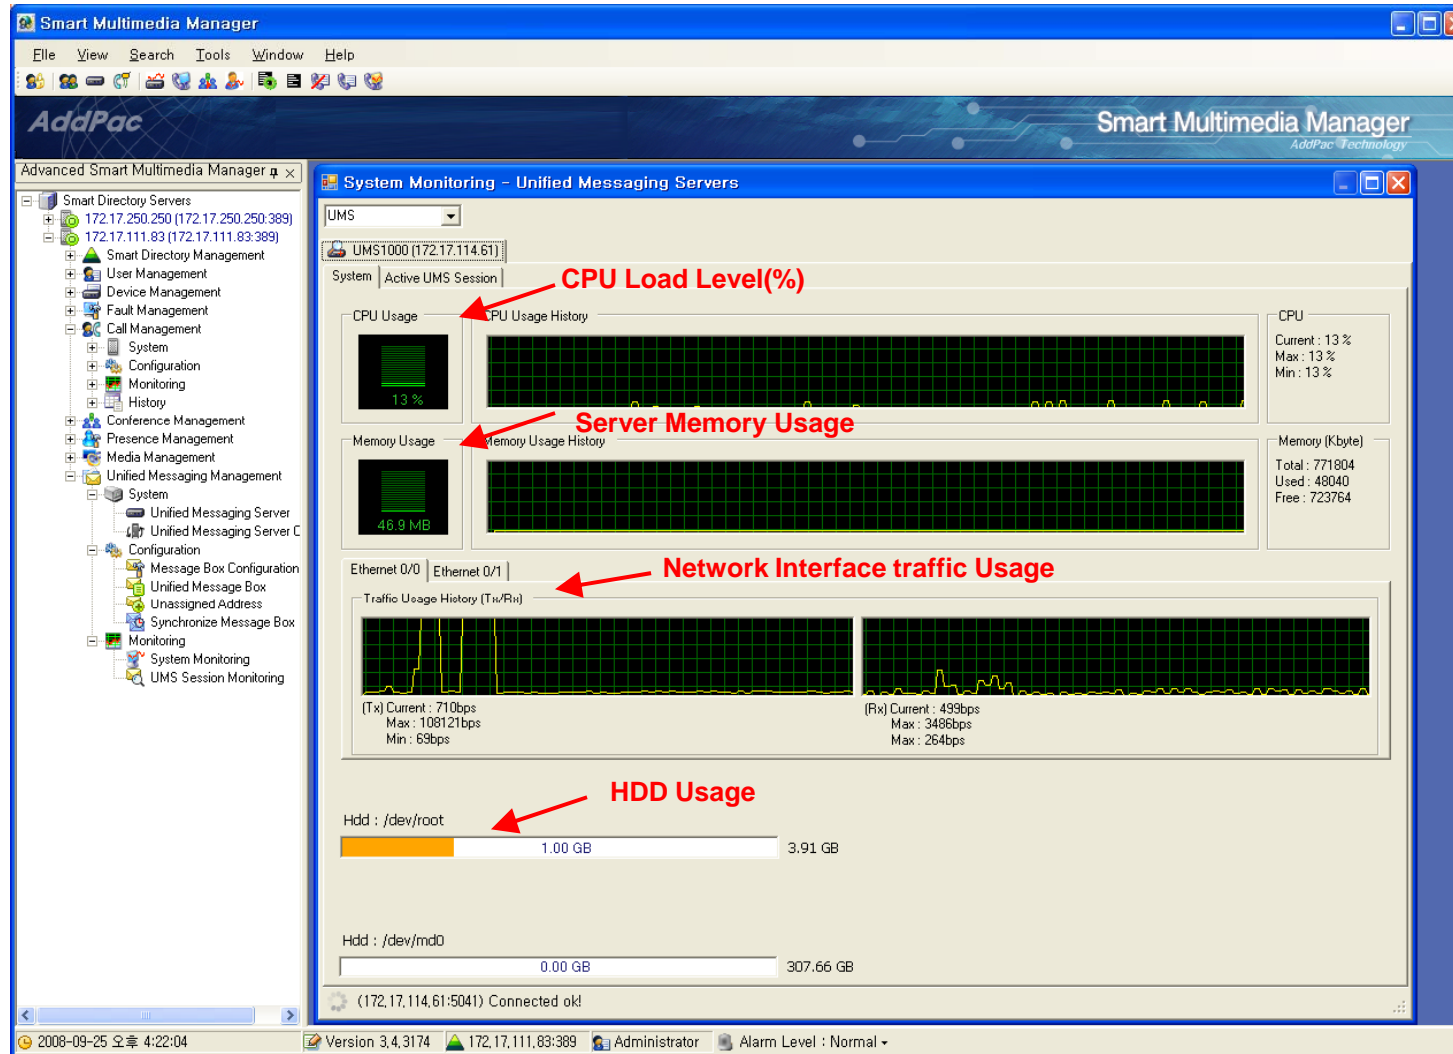 Smart Multimedia Manager
Elle View Search Tools Window Help
AddPac
Smart Multimedia Manager
AddPac Technology
Advanced Smart Multimedia Manager
Smart Directory Servers
172.17.250.250 (172.17.250.250:389)
172.17.111.83 (172.17.111.83:389)
Smart Directory Management
User Management
Device Management
Fault Management
Call Management
System
Configuration
Monitoring
History
Conference Management
Presence Management
Media Management
Unified Messaging Management
System
Unified Messaging Server
Unified Messaging Server C
Configuration
Message Box Configuration
Unified Message Box
Unassigned Address
Synchronize Message Box
Monitoring
System Monitoring
UMS Session Monitoring
System Monitoring - Unified Messaging Servers
UMS
UMS1000 (172.17.114.61)
System Active UMS Session
CPU Load Level(%)
CPU Usage
13 %
CPU Usage History
CPU
Current : 13 %
Max : 13 %
Min : 13 %
Server Memory Usage
Memory Usage
46.9 MB
Memory Usage History
Memory (Kbyte)
Total : 771804
Used : 48040
Free : 723764
Ethernet 0/0 Ethernet 0/1
Network Interface traffic Usage
Traffic Usage History (Tx/Rx)
(Tx) Current : 710bps
Max : 108121bps
Min : 69bps
(Rx) Current : 499bps
Max : 3486bps
Max : 264bps
HDD Usage
Hdd : /dev/root
1.00 GB 3.91 GB
Hdd : /dev/md0
0.00 GB 307.66 GB
(172,17,114,61:5041) Connected ok!
2008-09-25 오후 4:22:04 Version 3,4,3174 172,17,111,83:389 Administrator Alarm Level : Normal